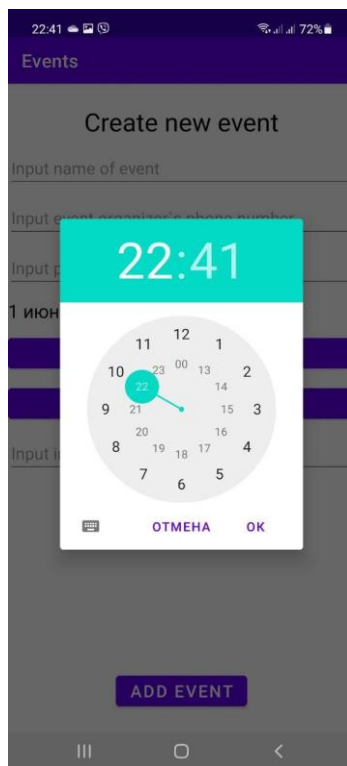 22:41 72%
Events
Create new event
Input name of event
Input event organizer's phone number
Input p
22:41
1 июн
12
11 1
00
23 13
10 2
22 14
9 21 15 3
20 16
8 19 17 4
18
7 5
6
Input i
ОТМЕНА ОК
ADD EVENT